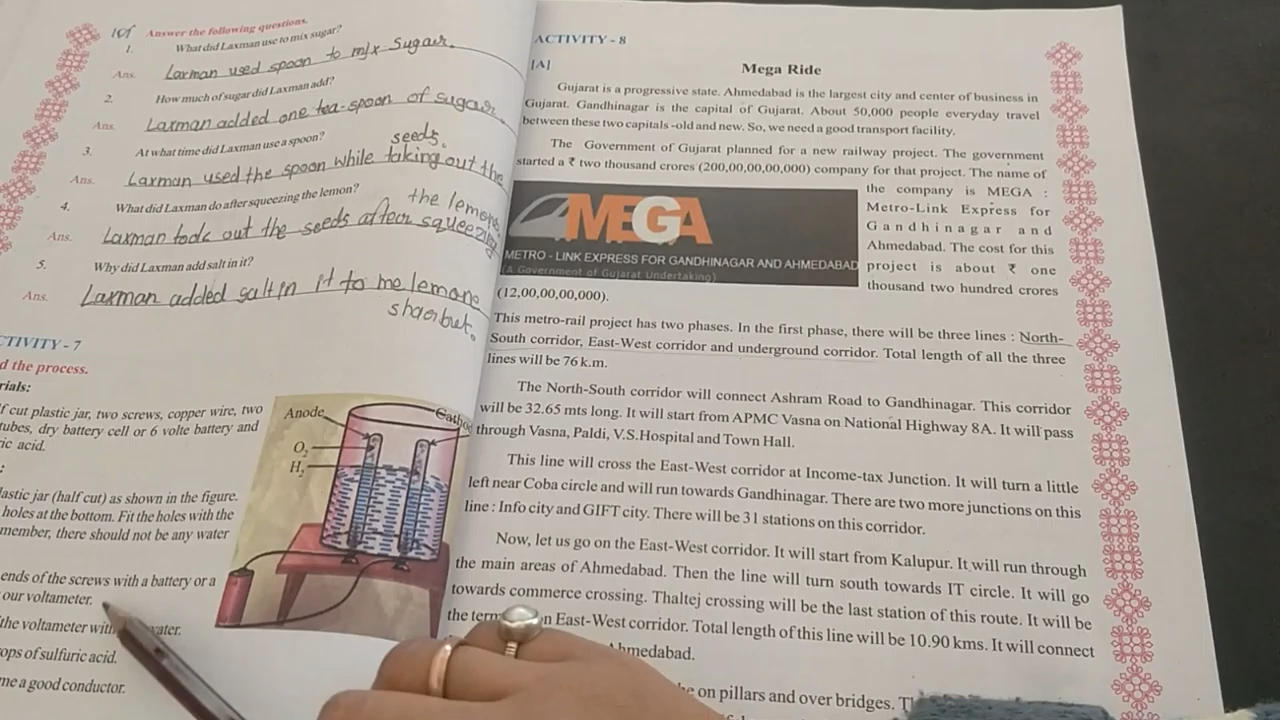 101 Answer the following questions.
1. What did Laxman use to mix sugar?
Ans. Laxman used spoon to mix sugar.
2. How much of sugar did Laxman add?
Ans. Laxman added one tea-spoon of sugar.
3. At what time did Laxman use a spoon?
seeds.
Ans. Laxman used the spoon while taking out the
4. What did Laxman do after squeezing the lemon?
the lemons
Ans. Laxman took out the seeds after squeezing
5. Why did Laxman add salt in it?
Ans. Laxman added salt in it to me lemone
sharbut.
CTIVITY - 7
d the process.
rials:
f cut plastic jar, two screws, copper wire, two
tubes, dry battery cell or 6 volte battery and
ric acid.
:
lastic jar (half cut) as shown in the figure.
holes at the bottom. Fit the holes with the
member, there should not be any water
ends of the screws with a battery or a
our voltameter.
the voltameter with water.
ops of sulfuric acid.
me a good conductor.
Anode
Cathod
O2
H2
ACTIVITY - 8
[A]
Mega Ride
Gujarat is a progressive state. Ahmedabad is the largest city and center of business in
Gujarat. Gandhinagar is the capital of Gujarat. About 50,000 people everyday travel
between these two capitals -old and new. So, we need a good transport facility.
The Government of Gujarat planned for a new railway project. The government
started a ₹ two thousand crores (200,00,00,00,000) company for that project. The name of
the company is MEGA :
Metro-Link Express for
Gandhinagar and
Ahmedabad. The cost for this
project is about ₹ one
thousand two hundred crores
MEGA
METRO - LINK EXPRESS FOR GANDHINAGAR AND AHMEDABAD
(A Government of Gujarat Undertaking)
(12,00,00,00,000).
This metro-rail project has two phases. In the first phase, there will be three lines : North-
South corridor, East-West corridor and underground corridor. Total length of all the three
lines will be 76 k.m.
The North-South corridor will connect Ashram Road to Gandhinagar. This corridor
will be 32.65 mts long. It will start from APMC Vasna on National Highway 8A. It will pass
through Vasna, Paldi, V.S.Hospital and Town Hall.
This line will cross the East-West corridor at Income-tax Junction. It will turn a little
left near Coba circle and will run towards Gandhinagar. There are two more junctions on this
line : Info city and GIFT city. There will be 31 stations on this corridor.
Now, let us go on the East-West corridor. It will start from Kalupur. It will run through
the main areas of Ahmedabad. Then the line will turn south towards IT circle. It will go
towards commerce crossing. Thaltej crossing will be the last station of this route. It will be
the term n East-West corridor. Total length of this line will be 10.90 kms. It will connect
Ahmedabad.
on pillars and over bridges.